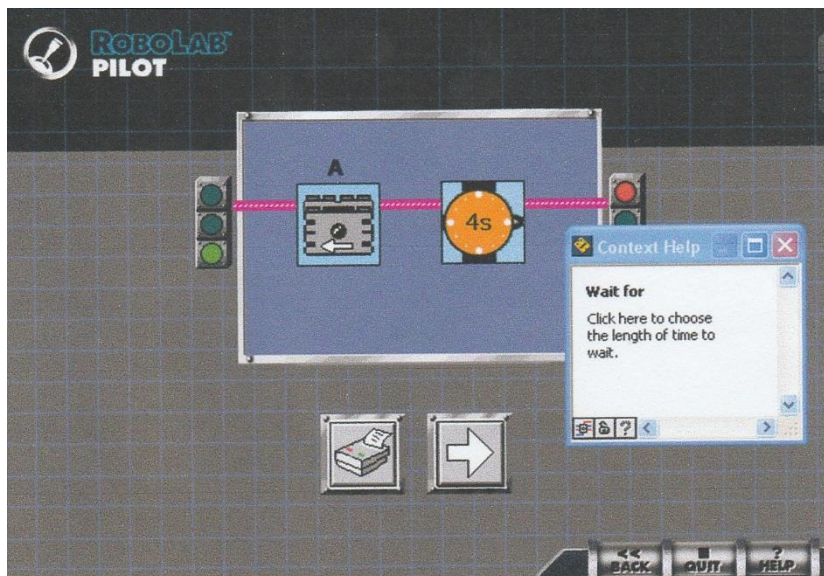 ROBOLAB™
PILOT
A
4s
Context Help
Wait for
Click here to choose
the length of time to
wait.
?
<<
BACK
QUIT
?
HELP